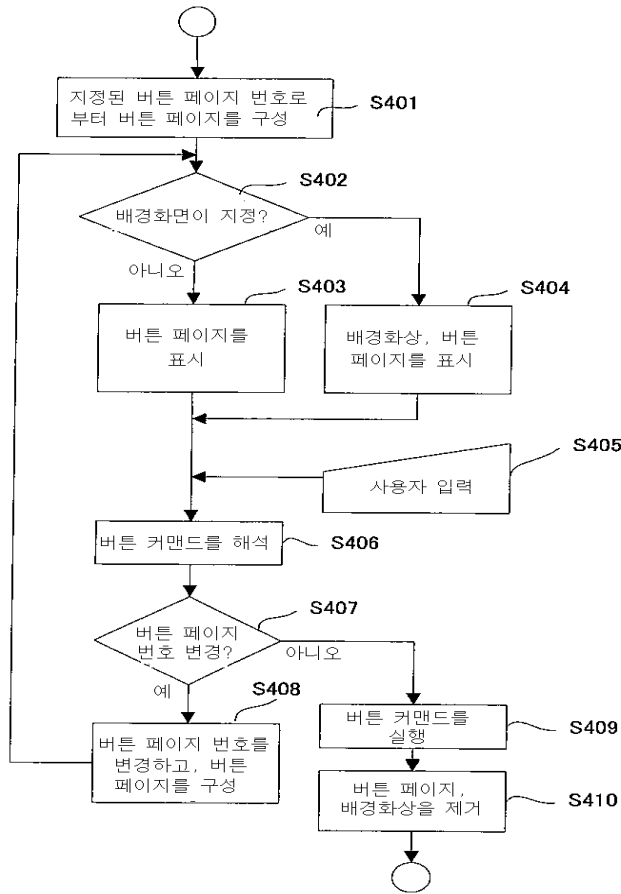 지정된 버튼 페이지 번호로
부터 버튼 페이지를 구성
S401
S402
배경화면이 지정?
예
아니오
S403
버튼 페이지를
표시
S404
배경화상, 버튼
페이지를 표시
S405
사용자 입력
버튼 커맨드를 해석
S406
S407
버튼 페이지
번호 변경?
아니오
예
S408
버튼 페이지 번호를
변경하고, 버튼
페이지를 구성
버튼 커맨드를
실행
S409
버튼 페이지,
배경화상을 제거
S410